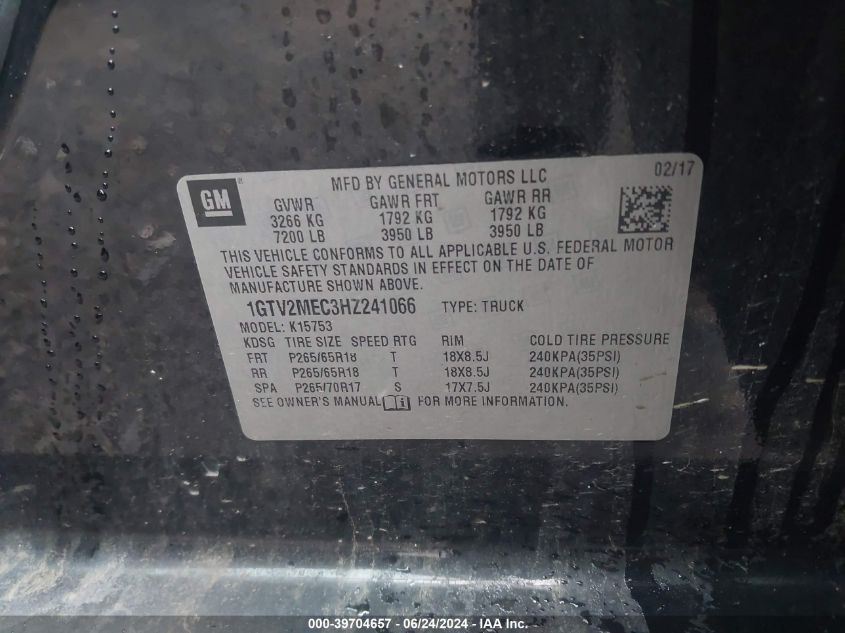 MFD BY GENERAL MOTORS LLC 02/17
GM
GVWR GAWR FRT GAWR RR
3266 KG 1792 KG 1792 KG
7200 LB 3950 LB 3950 LB
THIS VEHICLE CONFORMS TO ALL APPLICABLE U.S. FEDERAL MOTOR
VEHICLE SAFETY STANDARDS IN EFFECT ON THE DATE OF
MANUFACTURE SHOWN ABOVE.
1GTV2MEC3HZ241066 TYPE: TRUCK
MODEL: K15753
KDSG TIRE SIZE SPEED RTG RIM COLD TIRE PRESSURE
FRT P265/65R18 T 18X8.5J 240KPA(35PSI)
RR P265/65R18 T 18X8.5J 240KPA(35PSI)
SPA P265/70R17 S 17X7.5J 240KPA(35PSI)
SEE OWNER'S MANUAL FOR MORE INFORMATION.
000-39704657 - 06/24/2024 - IAA Inc.